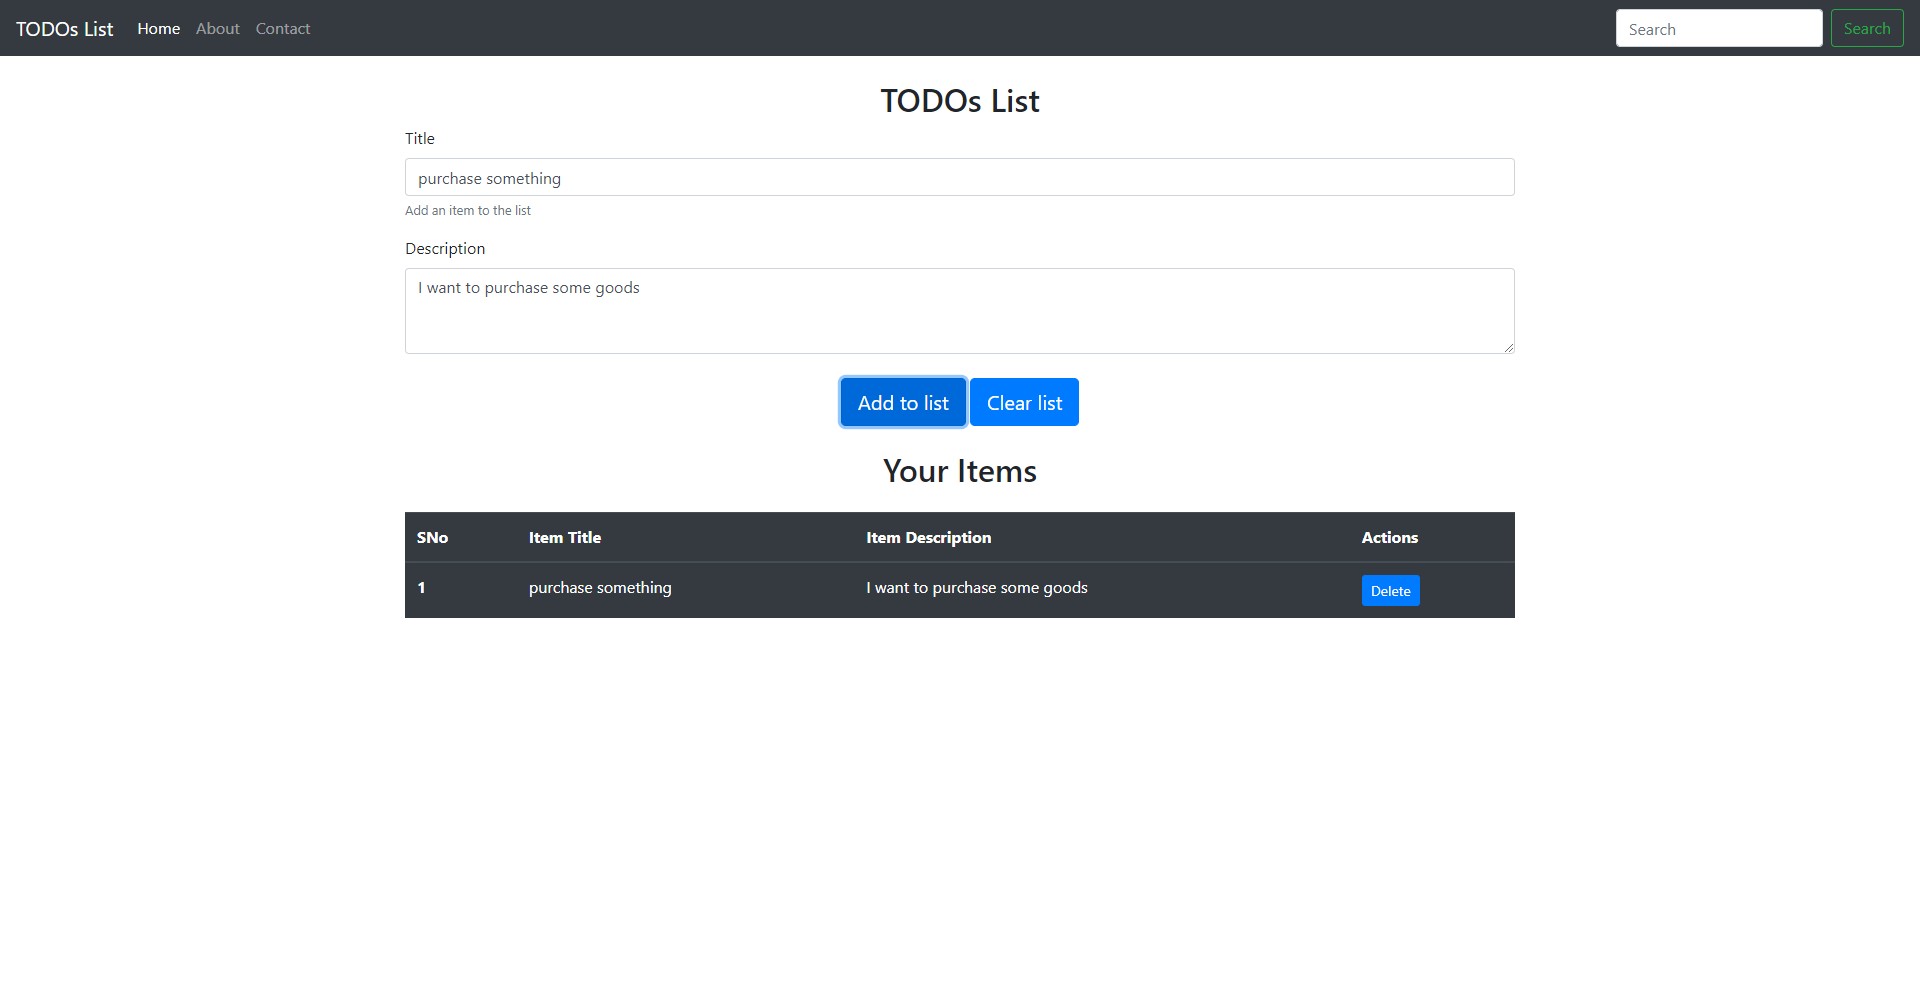 TODOs List Home About Contact Search Search
TODOs List
Title
purchase something
Add an item to the list
Description
I want to purchase some goods
Add to list Clear list
Your Items
SNo Item Title Item Description Actions
1 purchase something I want to purchase some goods Delete